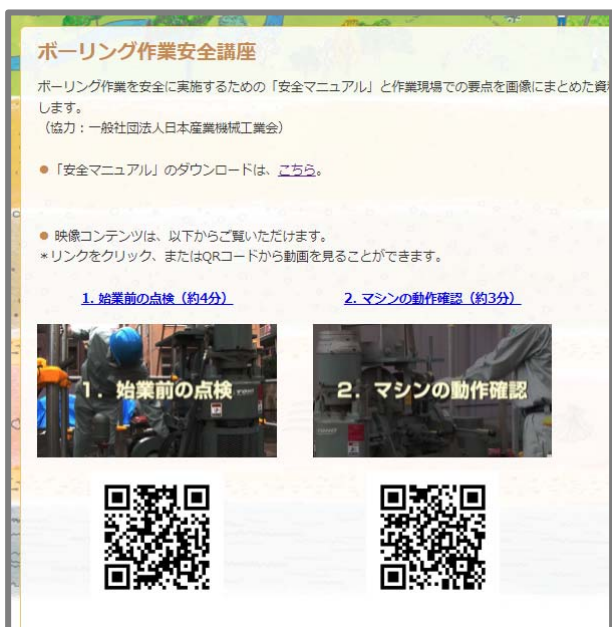 ボーリング作業安全講座
ボーリング作業を安全に実施するための「安全マニュアル」と作業現場での要点を画像にまとめた資
します。
（協力：一般社団法人日本産業機械工業会）
●「安全マニュアル」のダウンロードは、こちら。
● 映像コンテンツは、以下からご覧いただけます。
＊リンクをクリック、またはQRコードから動画を見ることができます。
1. 始業前の点検（約4分） 2. マシンの動作確認（約3分）
1. 始業前の点検 2. マシンの動作確認